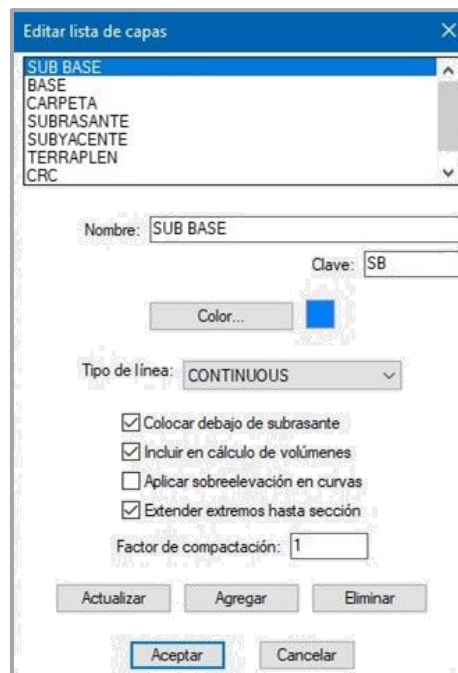 Editar lista de capas
SUB BASE
BASE
CARPETA
SUBRASANTE
SUBYACENTE
TERRAPLEN
CRC
Nombre: SUB BASE
Clave: SB
Color...
Tipo de línea: CONTINUOUS
Colocar debajo de subrasante
Incluir en cálculo de volúmenes
Aplicar sobreelevación en curvas
Extender extremos hasta sección
Factor de compactación: 1
Actualizar Agregar Eliminar
Aceptar Cancelar